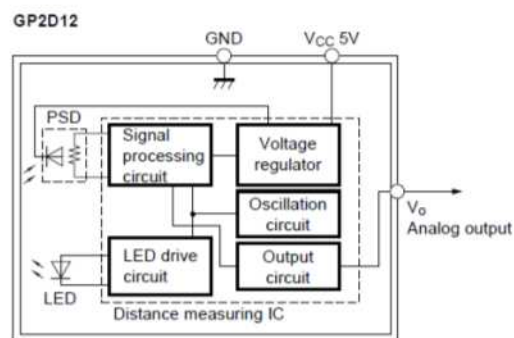 GP2D12
GND
VCC 5V
PSD
Signal
processing
circuit
Voltage
regulator
Oscillation
circuit
Vo
Analog output
LED drive
circuit
Output
circuit
LED
Distance measuring IC